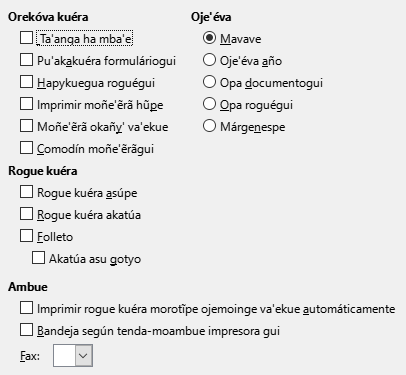 Orekóva kuéra
Ta'anga ha mba'e
Pu'akakuéra formuláriogui
Hapykuegua roguégui
Imprimir moñe'ẽrã hũpe
Moñe'ẽrã okañy' va'ekue
Comodín moñe'ẽrãgui
Oje'éva
Mavave
Oje'éva año
Opa documentogui
Opa roguégui
Márgenespe
Rogue kuéra
Rogue kuéra asúpe
Rogue kuéra akatúa
Folleto
Akatúa asu gotyo
Ambue
Imprimir rogue kuéra morotĩpe ojemoinge va'ekue automáticamente
Bandeja según tenda-moambue impresora gui
Fax: